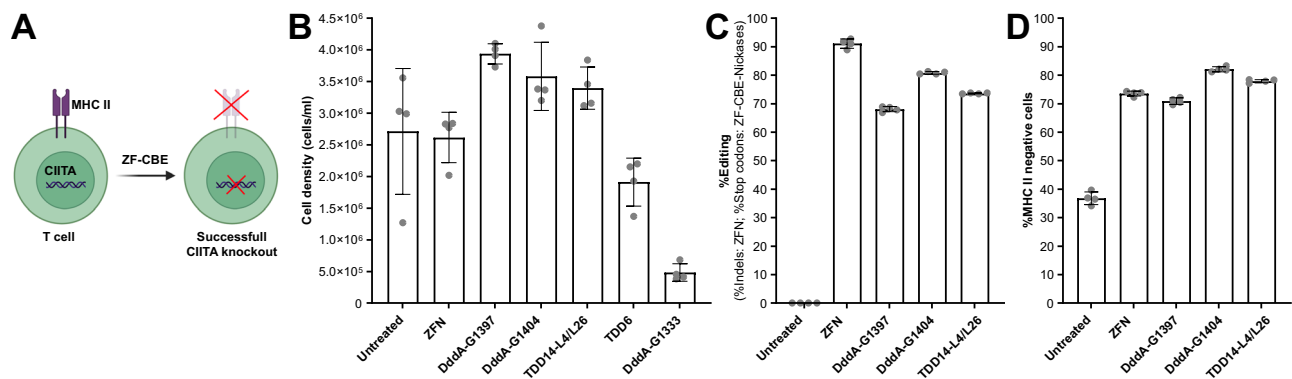 A
MHC II
CIITA
ZF-CBE
T cell
Successfull
CIITA knockout
B
Cell density (cells/ml)
4.5×10⁶
4.0×10⁶
3.5×10⁶
3.0×10⁶
2.5×10⁶
2.0×10⁶
1.5×10⁶
1.0×10⁶
5.0×10⁵
0
Untreated
ZFN
DddA-G1397
DddA-G1404
TDD14-L4/L26
TDD6
DddA-G1333
C
%Editing
(%Indels: ZFN; %Stop codons: ZF-CBE-Nickases)
100
90
80
70
60
50
40
30
20
10
0
Untreated
ZFN
DddA-G1397
DddA-G1404
TDD14-L4/L26
D
%MHC II negative cells
100
90
80
70
60
50
40
30
20
10
0
Untreated
ZFN
DddA-G1397
DddA-G1404
TDD14-L4/L26